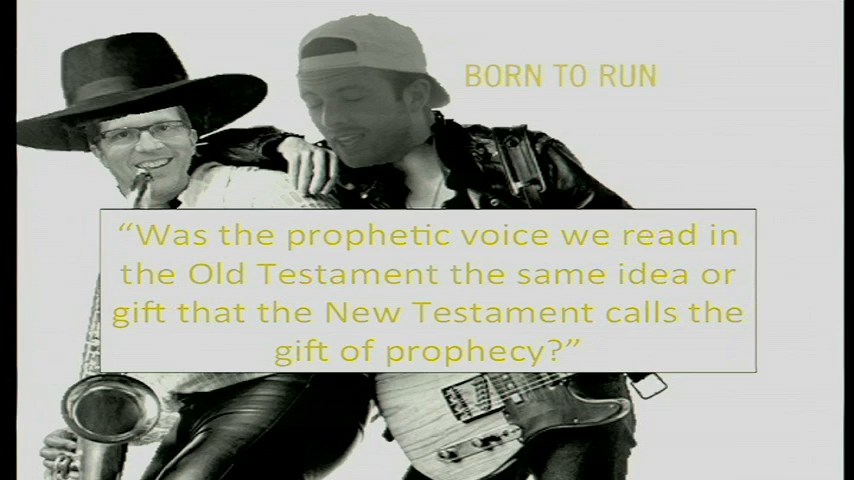 BORN TO RUN
“Was the prophetic voice we read in
the Old Testament the same idea or
gift that the New Testament calls the
gift of prophecy?”